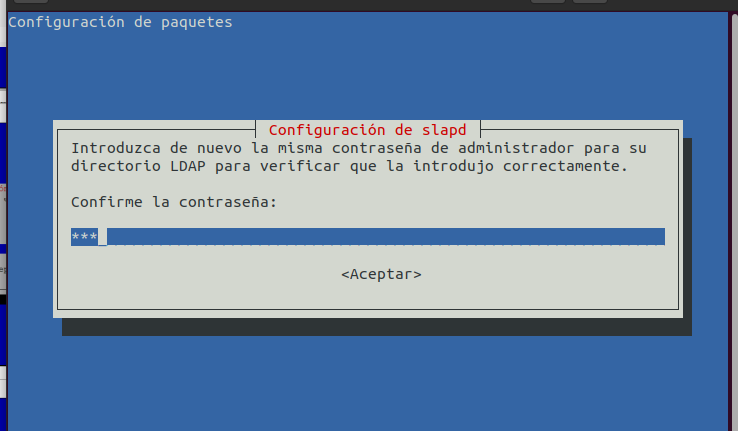 Configuración de paquetes
Configuración de slapd
Introduzca de nuevo la misma contraseña de administrador para su
directorio LDAP para verificar que la introdujo correctamente.
Confirme la contraseña:
***_
<Aceptar>